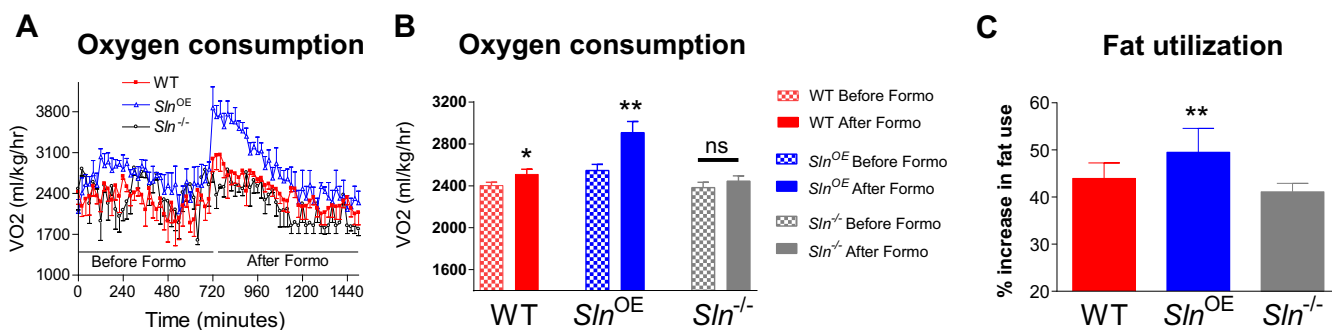 A
Oxygen consumption
WT
Sln^OE
Sln^-/-
VO2 (ml/kg/hr)
3800
3100
2400
1700
1000
Before Formo
After Formo
0
240
480
720
960
1200
1440
Time (minutes)
B
Oxygen consumption
VO2 (ml/kg/hr)
3200
2800
2400
2000
1600
*
**
ns
WT
Sln^OE
Sln^-/-
WT Before Formo
WT After Formo
Sln^OE Before Formo
Sln^OE After Formo
Sln^-/- Before Formo
Sln^-/- After Formo
C
Fat utilization
% increase in fat use
60
50
40
30
20
**
WT
Sln^OE
Sln^-/-